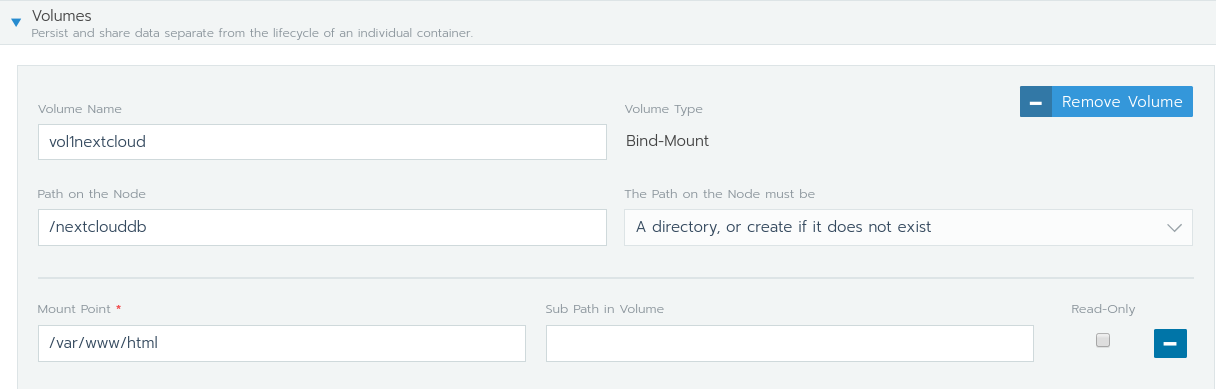 Volumes
Persist and share data separate from the lifecycle of an individual container.
Remove Volume
Volume Name
Volume Type
vol1nextcloud
Bind-Mount
Path on the Node
The Path on the Node must be
/nextclouddb
A directory, or create if it does not exist
Mount Point *
Sub Path in Volume
Read-Only
/var/www/html